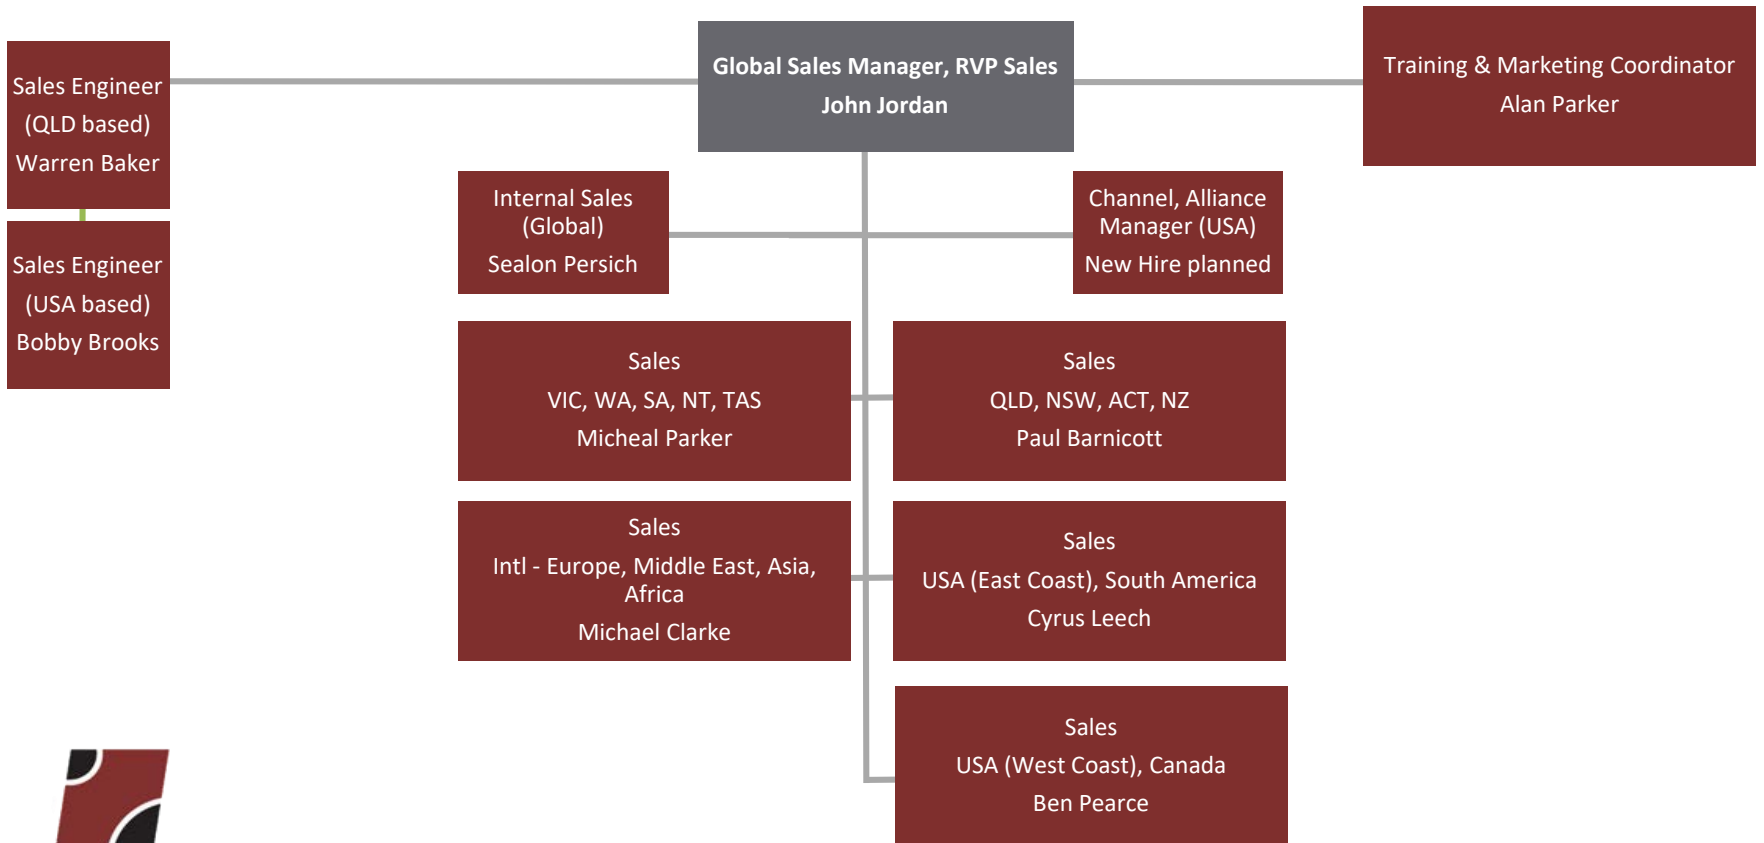 Global Sales Manager, RVP Sales
John Jordan
Training & Marketing Coordinator
Alan Parker
Sales Engineer
(QLD based)
Warren Baker
Sales Engineer
(USA based)
Bobby Brooks
Internal Sales
(Global)
Sealon Persich
Channel, Alliance
Manager (USA)
New Hire planned
Sales
VIC, WA, SA, NT, TAS
Micheal Parker
Sales
QLD, NSW, ACT, NZ
Paul Barnicott
Sales
Intl - Europe, Middle East, Asia,
Africa
Michael Clarke
Sales
USA (East Coast), South America
Cyrus Leech
Sales
USA (West Coast), Canada
Ben Pearce